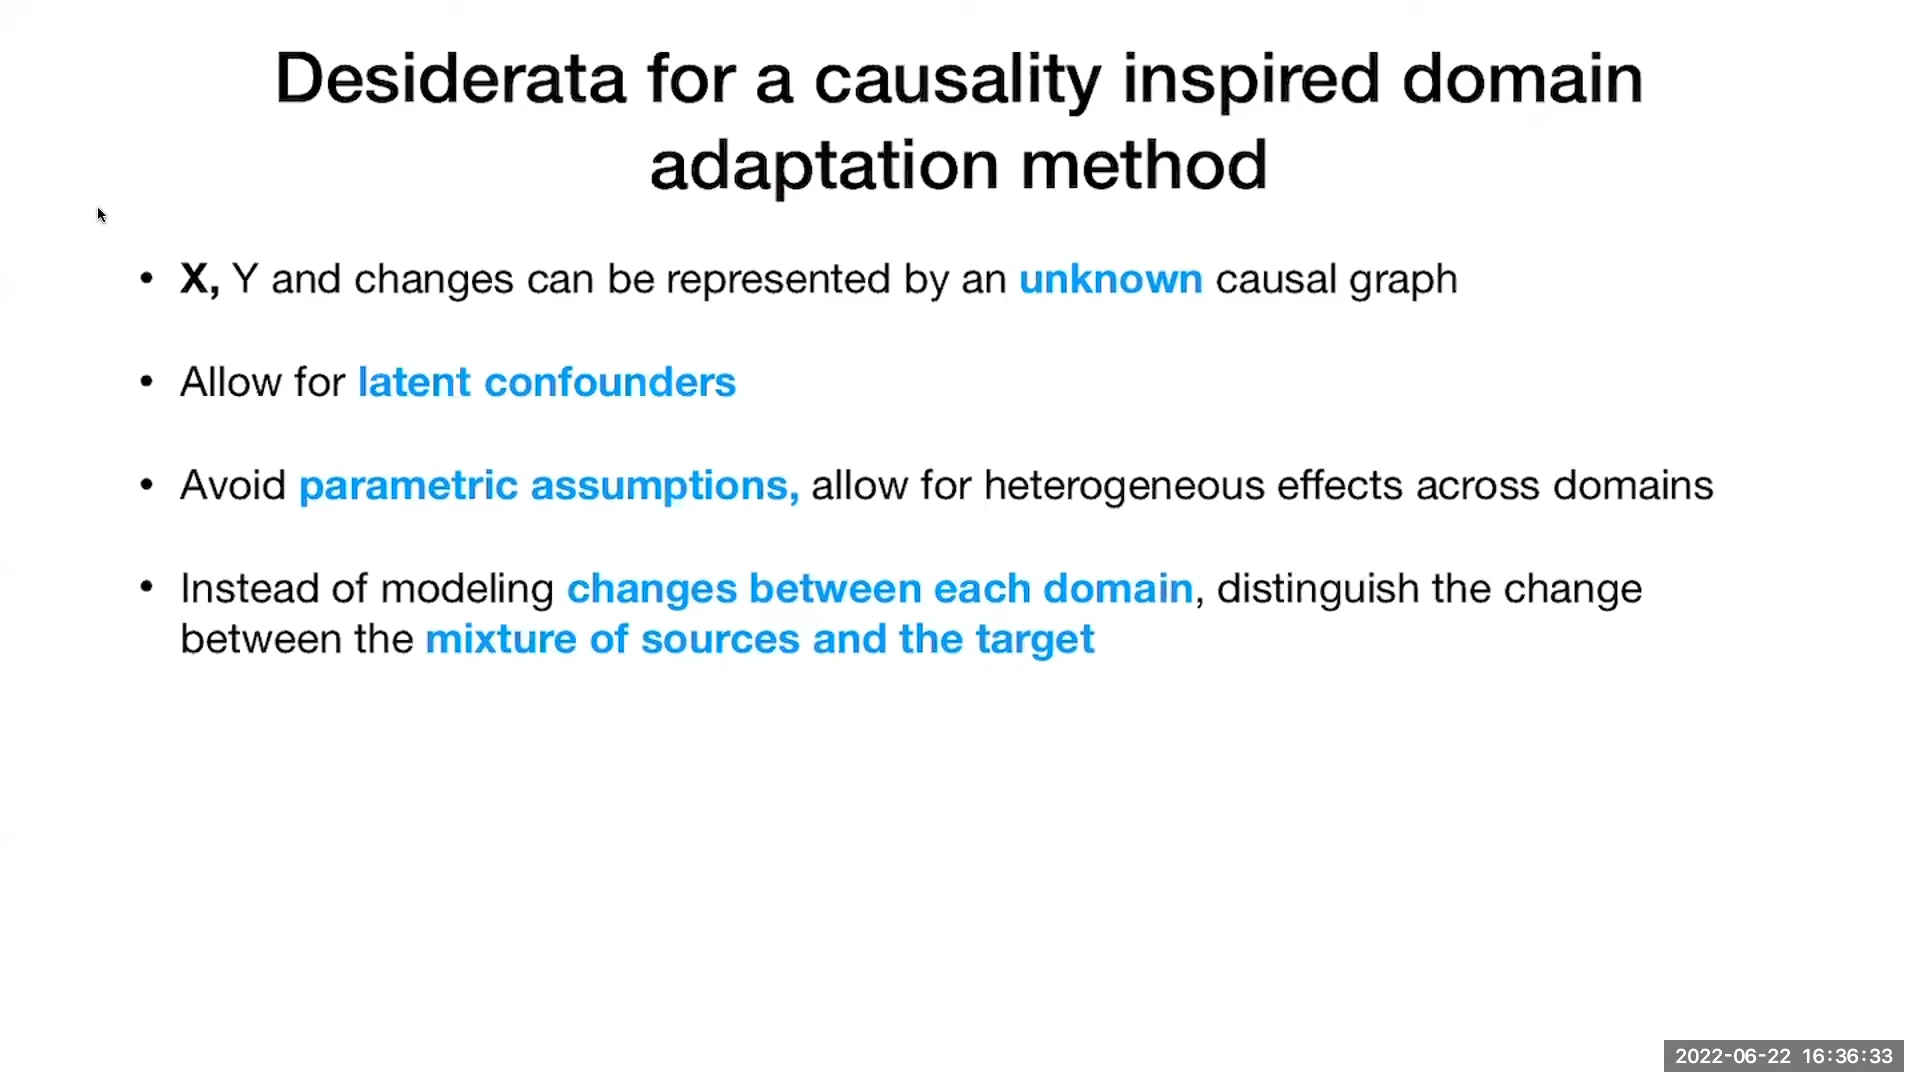 Desiderata for a causality inspired domain
adaptation method
• X, Y and changes can be represented by an unknown causal graph
• Allow for latent confounders
• Avoid parametric assumptions, allow for heterogeneous effects across domains
• Instead of modeling changes between each domain, distinguish the change
between the mixture of sources and the target
2022-06-22 16:36:33